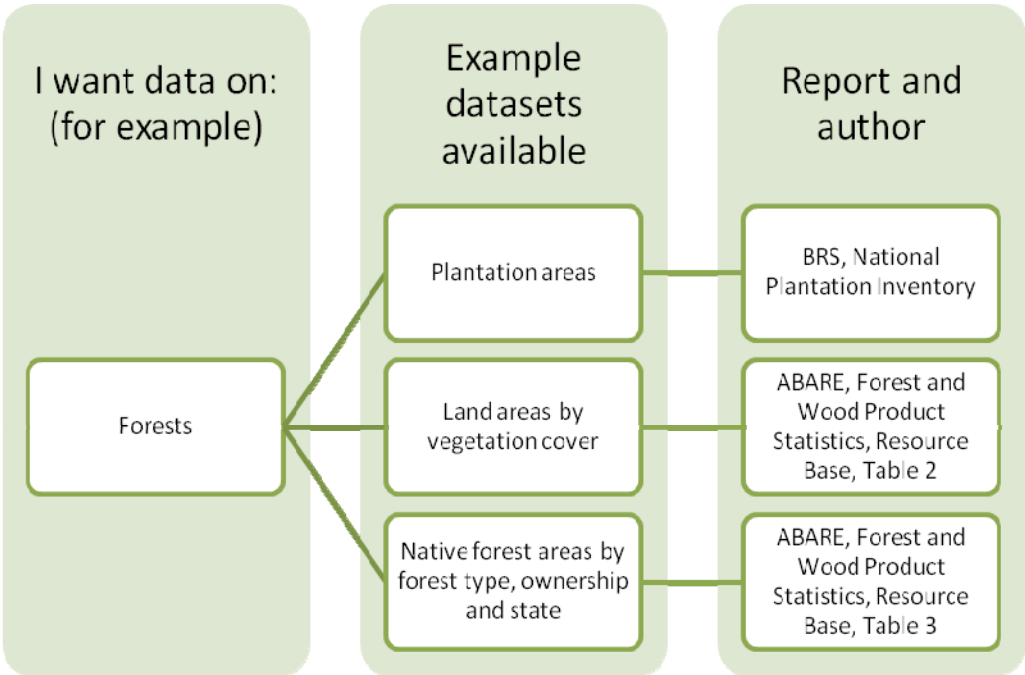 I want data on:
(for example)
Example
datasets
available
Report and
author
Forests
Plantation areas
BRS, National
Plantation Inventory
Land areas by
vegetation cover
ABARE, Forest and
Wood Product
Statistics, Resource
Base, Table 2
Native forest areas by
forest type, ownership
and state
ABARE, Forest and
Wood Product
Statistics, Resource
Base, Table 3